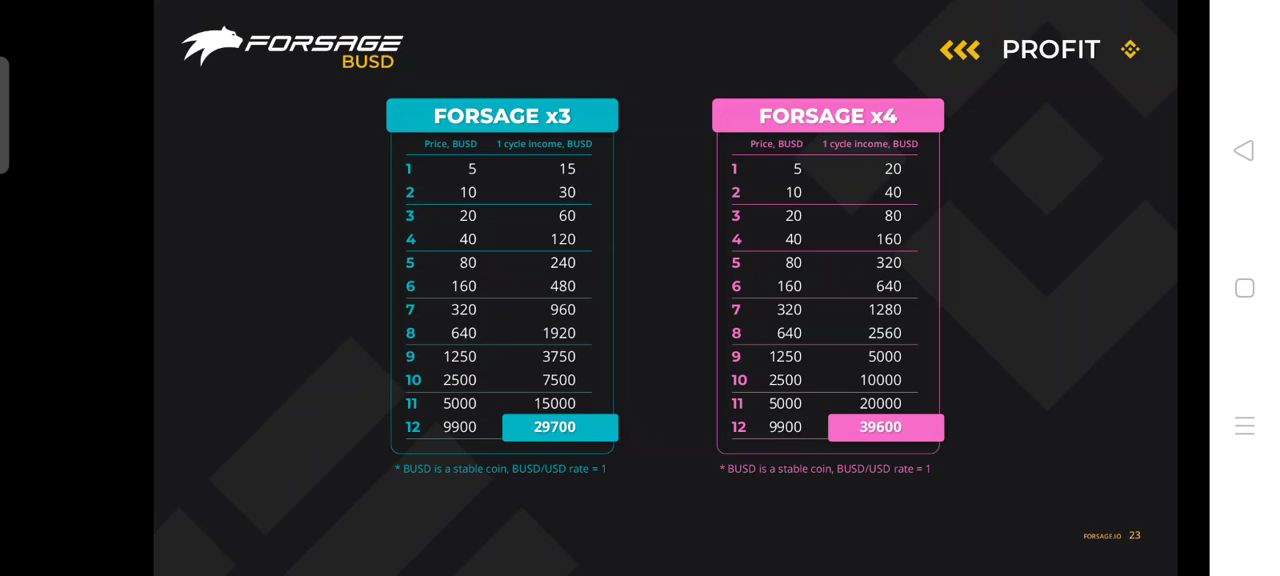 FORSAGE
BUSD
PROFIT
FORSAGE x3
Price, BUSD 1 cycle income, BUSD
1 5 15
2 10 30
3 20 60
4 40 120
5 80 240
6 160 480
7 320 960
8 640 1920
9 1250 3750
10 2500 7500
11 5000 15000
12 9900 29700
* BUSD is a stable coin, BUSD/USD rate = 1
FORSAGE x4
Price, BUSD 1 cycle income, BUSD
1 5 20
2 10 40
3 20 80
4 40 160
5 80 320
6 160 640
7 320 1280
8 640 2560
9 1250 5000
10 2500 10000
11 5000 20000
12 9900 39600
* BUSD is a stable coin, BUSD/USD rate = 1
FORSAGE.IO 23